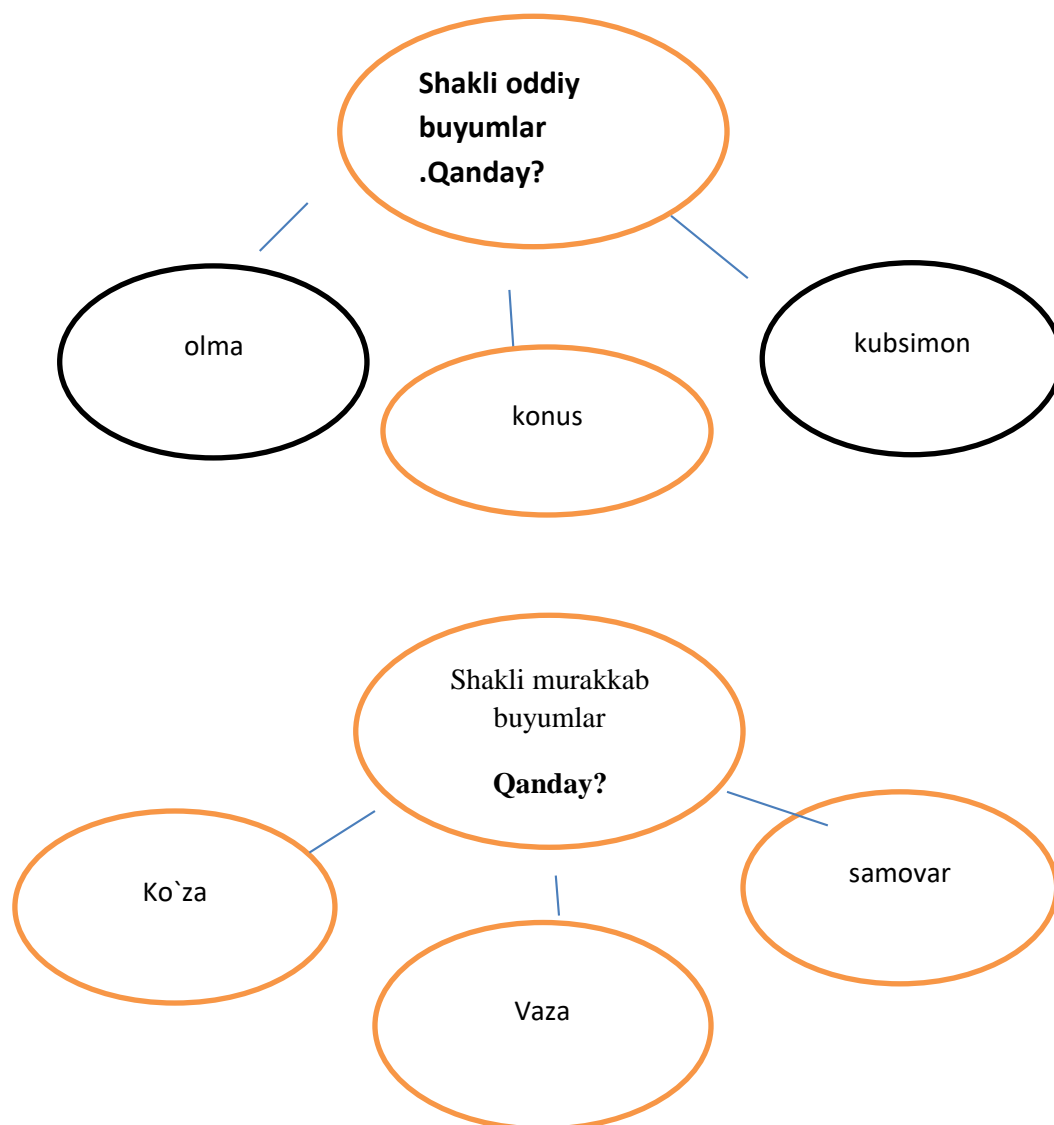 Shakli oddiy
buyumlar
.Qanday?
olma
kubsimon
konus
Shakli murakkab
buyumlar
Qanday?
Ko`za
samovar
Vaza